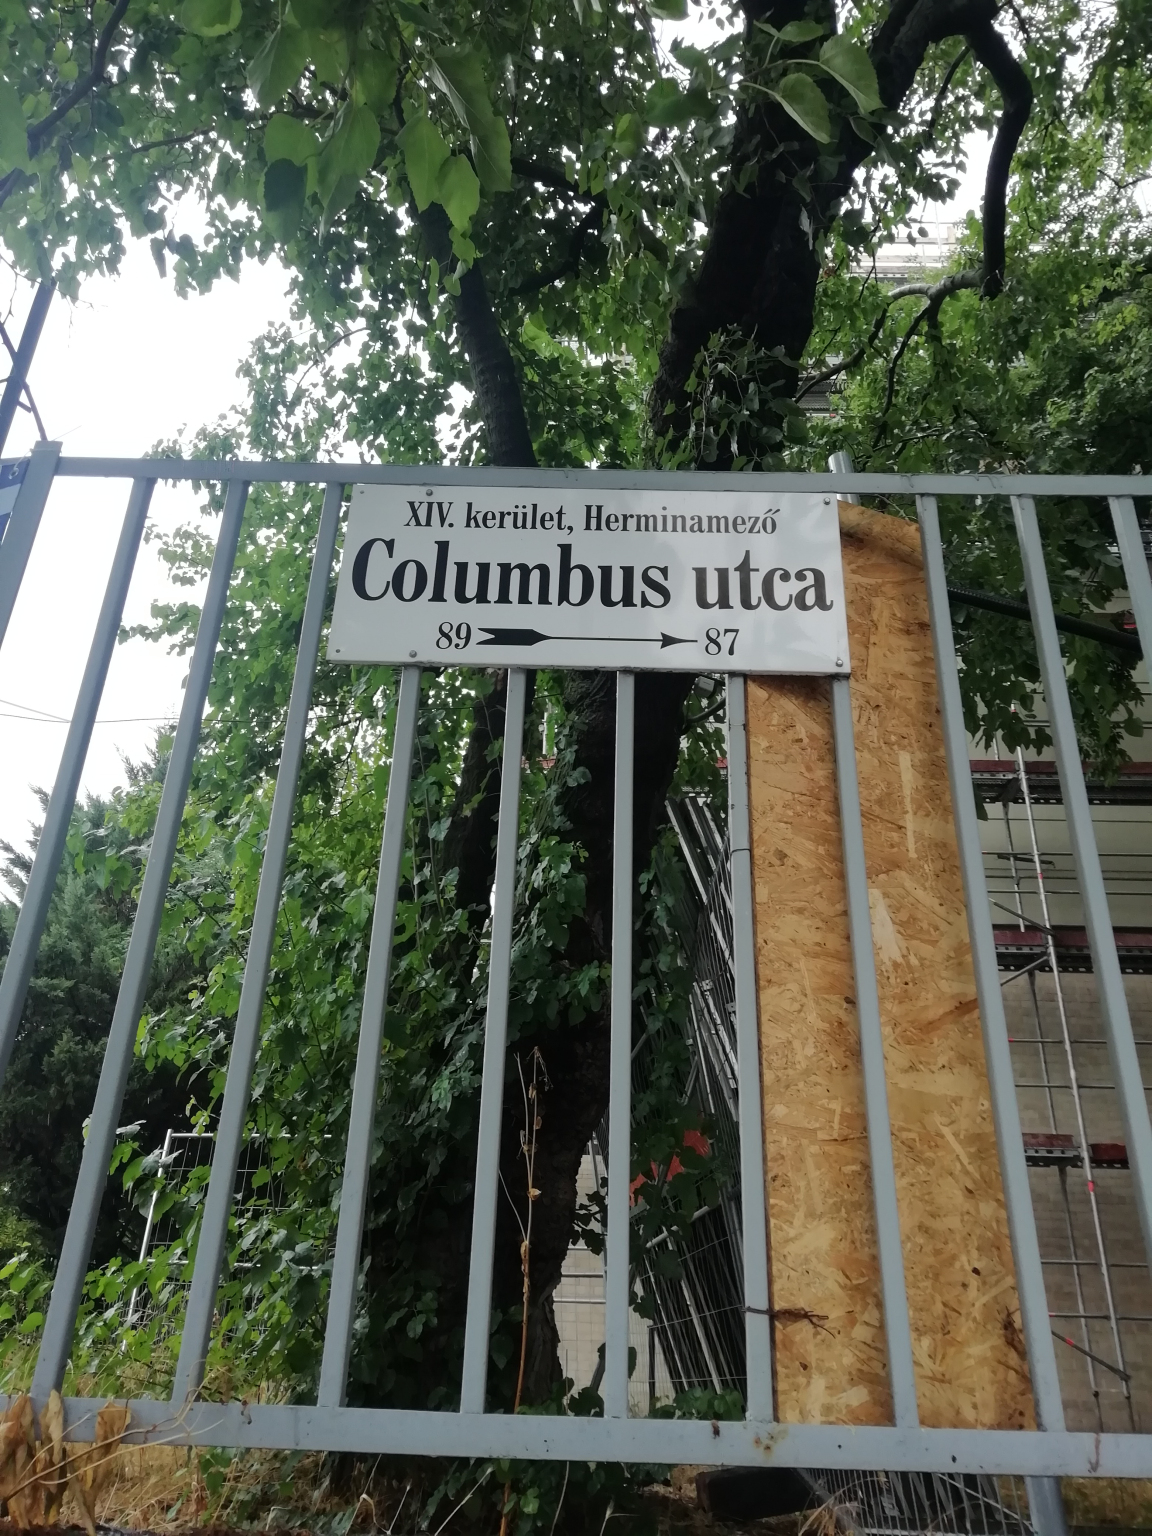 XIV. kerület, Herminamező
Columbus utca
89 87